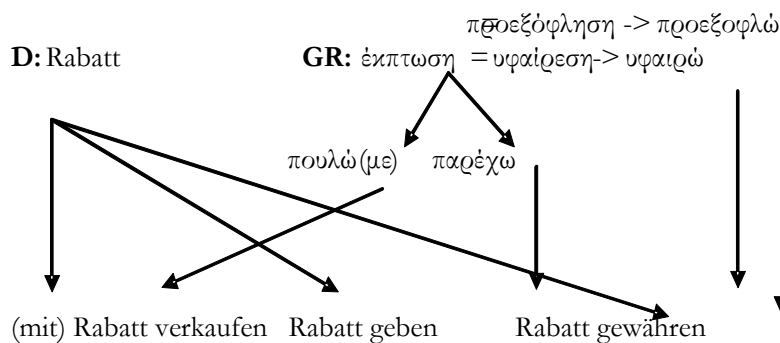 προεξόφληση -> προεξοφλώ
D: Rabatt GR: έκπτωση = υφαίρεση-> υφαιρώ
πουλώ(με) παρέχω
(mit) Rabatt verkaufen Rabatt geben Rabatt gewähren